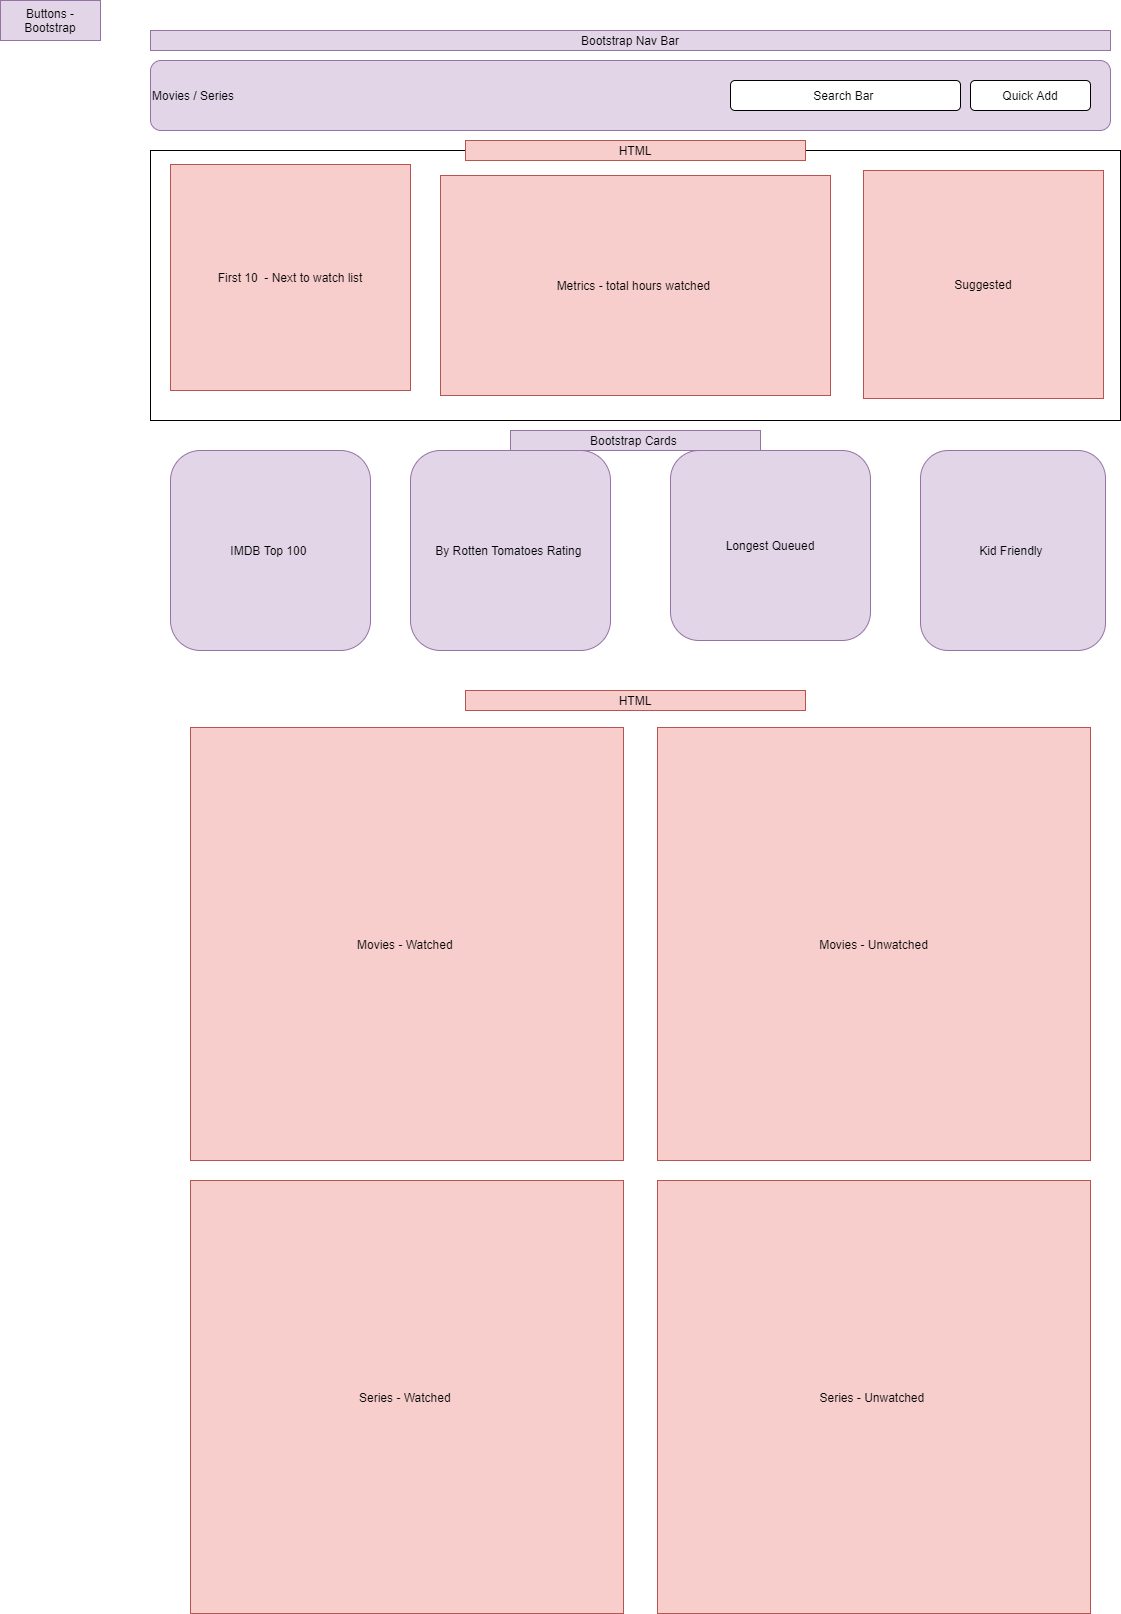 Buttons -
Bootstrap
Bootstrap Nav Bar
Movies / Series
Search Bar
Quick Add
HTML
First 10  - Next to watch list
Metrics - total hours watched
Suggested
Bootstrap Cards
IMDB Top 100
By Rotten Tomatoes Rating
Longest Queued
Kid Friendly
HTML
Movies - Watched
Movies - Unwatched
Series - Watched
Series - Unwatched